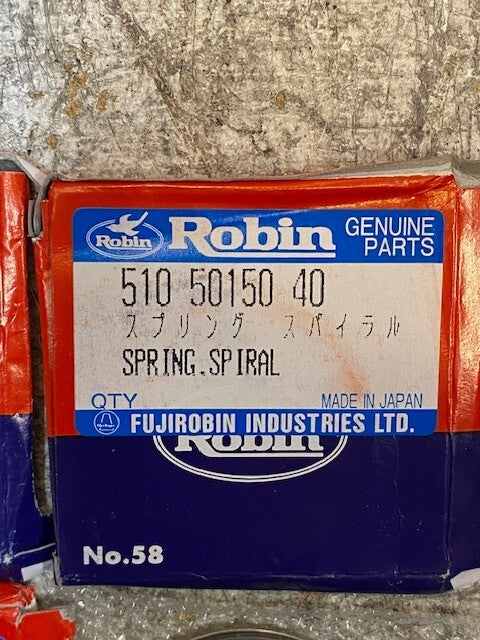 Robin Robin GENUINE
PARTS
510 50150 40
スプリング スパイラル
SPRING.SPIRAL
QTY MADE IN JAPAN
FUJIROBIN INDUSTRIES LTD.
Robin
No.58